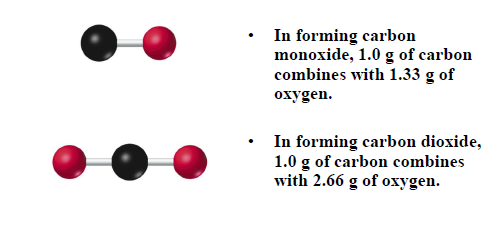 • In forming carbon
monoxide, 1.0 g of carbon
combines with 1.33 g of
oxygen.
• In forming carbon dioxide,
1.0 g of carbon combines
with 2.66 g of oxygen.